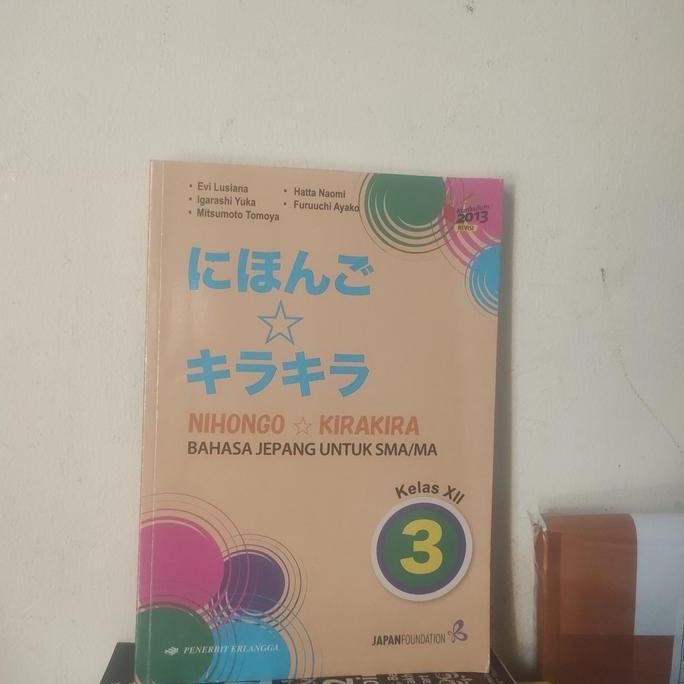 • Evi Lusiana
• Igarashi Yuka
• Mitsumoto Tomoya
• Hatta Naomi
• Furuuchi Ayako
Kurikulum
2013
REVISI
にほんご
☆
キラキラ
NIHONGO ☆ KIRAKIRA
BAHASA JEPANG UNTUK SMA/MA
Kelas XII
3
PENERBIT ERLANGGA
JAPANFOUNDATION